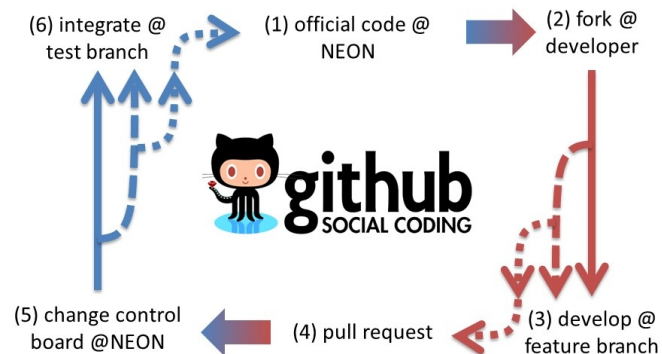 (6) integrate @
test branch
(1) official code @
NEON
(2) fork @
developer
github
SOCIAL CODING
(5) change control
board @NEON
(4) pull request
(3) develop @
feature branch